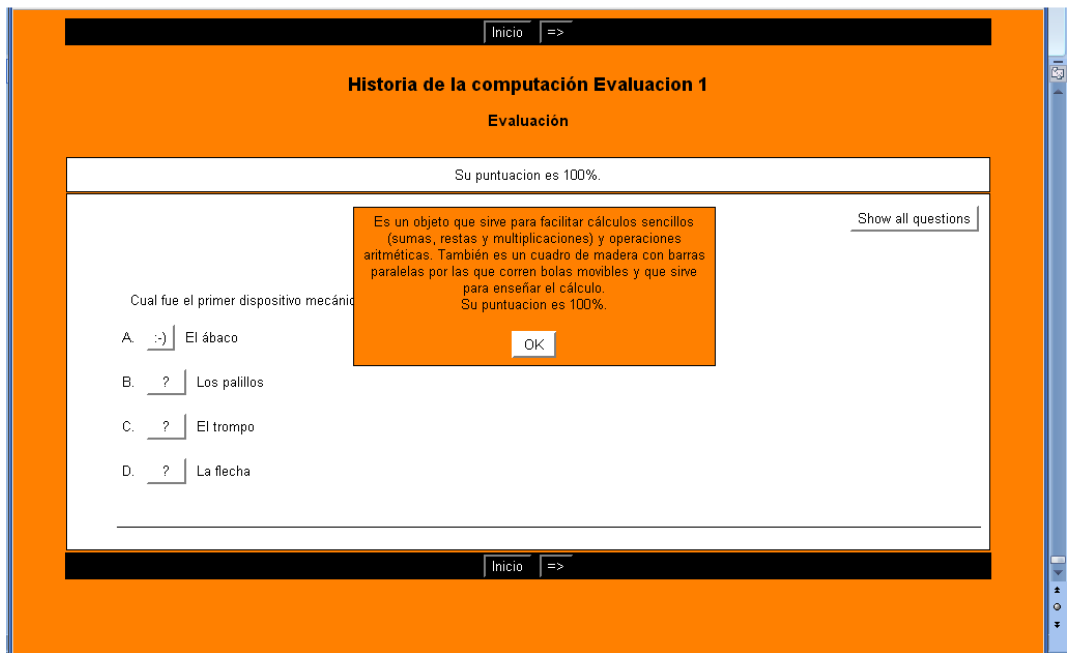 Inicio =>
Historia de la computación Evaluacion 1
Evaluación
Su puntuacion es 100%.
Show all questions
Es un objeto que sirve para facilitar cálculos sencillos
(sumas, restas y multiplicaciones) y operaciones
aritméticas. También es un cuadro de madera con barras
paralelas por las que corren bolas movibles y que sirve
para enseñar el cálculo.
Su puntuacion es 100%.
OK
Cual fue el primer dispositivo
A. :-) El ábaco
B. ? Los palillos
C. ? El trompo
D. ? La flecha
Inicio =>